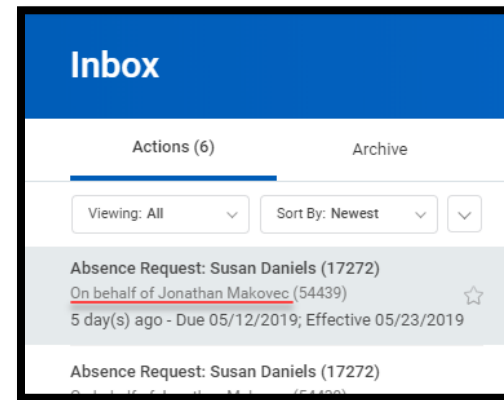 Inbox
Actions (6) Archive
Viewing: All Sort By: Newest
Absence Request: Susan Daniels (17272)
On behalf of Jonathan Makovec (54439)
5 day(s) ago - Due 05/12/2019; Effective 05/23/2019
Absence Request: Susan Daniels (17272)